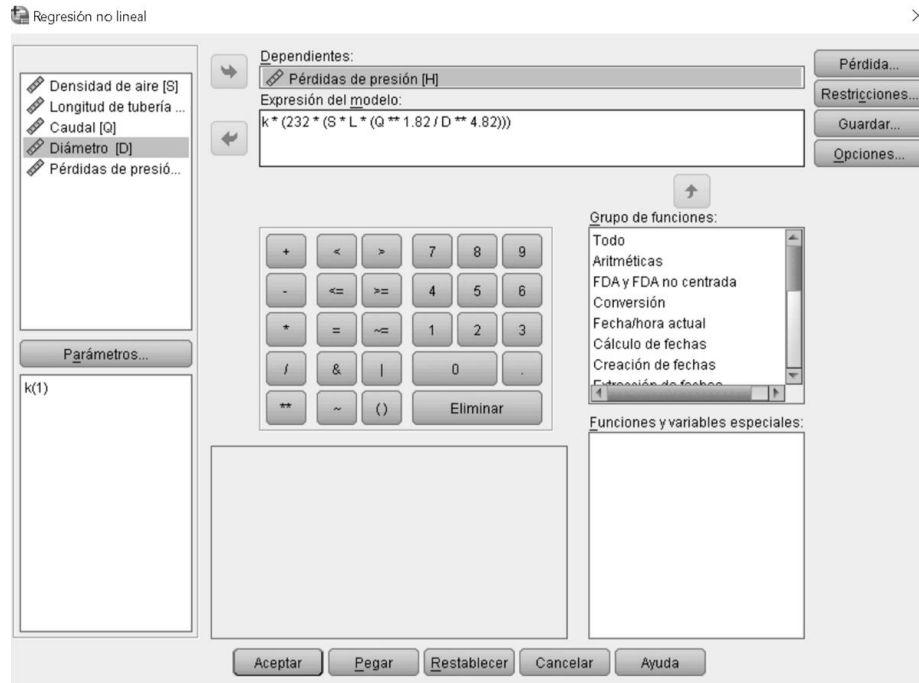 Regresión no lineal
Densidad de aire [S]
Longitud de tubería ...
Caudal [Q]
Diámetro [D]
Pérdidas de presió...
Parámetros...
k(1)
Dependientes:
Pérdidas de presión [H]
Expresión del modelo:
k * (232 * (S * L * (Q ** 1.82 / D ** 4.82)))
Pérdida...
Restricciones...
Guardar...
Opciones...
+ < > 7 8 9
- <= >= 4 5 6
* = ~= 1 2 3
/ & | 0 .
** ~ () Eliminar
Grupo de funciones:
Todo
Aritméticas
FDA y FDA no centrada
Conversión
Fecha/hora actual
Cálculo de fechas
Creación de fechas
Extracción de fechas
Funciones y variables especiales:
Aceptar Pegar Restablecer Cancelar Ayuda